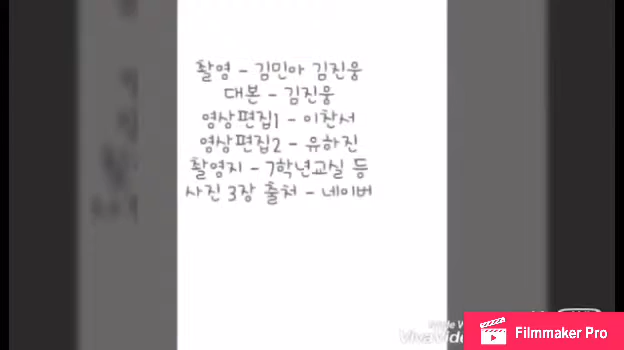 촬영 - 김민아 김진웅
대본 - 김진웅
영상편집1 - 이찬서
영상편집2 - 유하진
촬영지 - 7학년교실 등
사진 3장 출처 - 네이버
VivaVideo
Filmmaker Pro